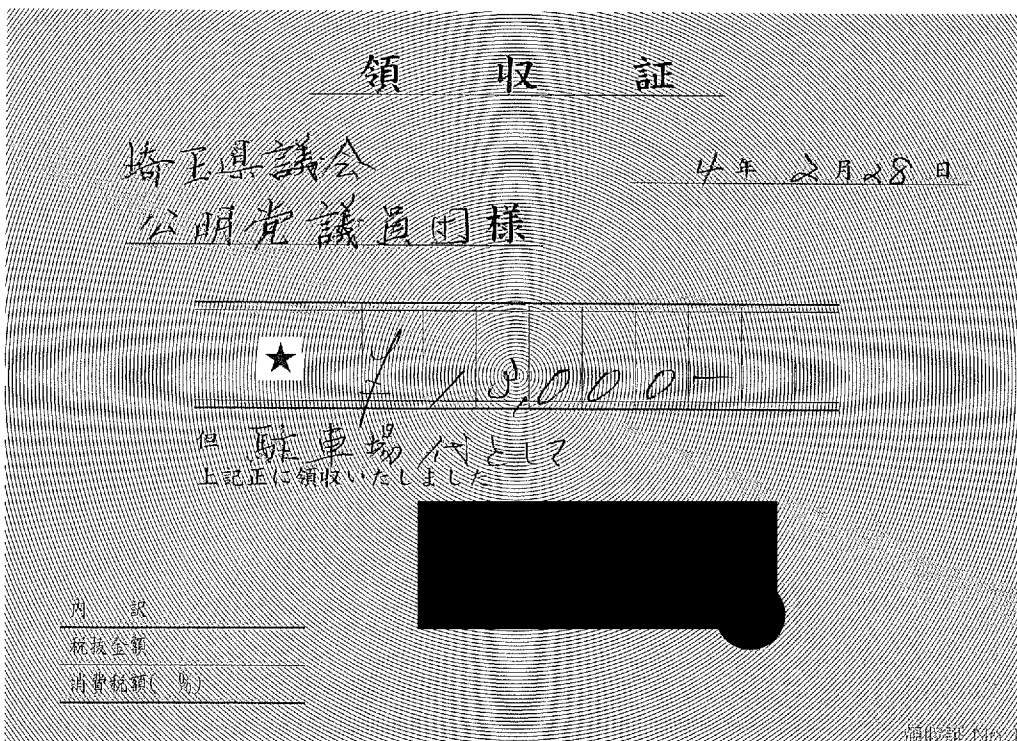 領収証
埼玉県議会
4年2月28日
公明党議員団様
★ ¥13,000-
但 駐車場代として
上記正に領収いたしました
内訳
税抜金額
消費税額( %)